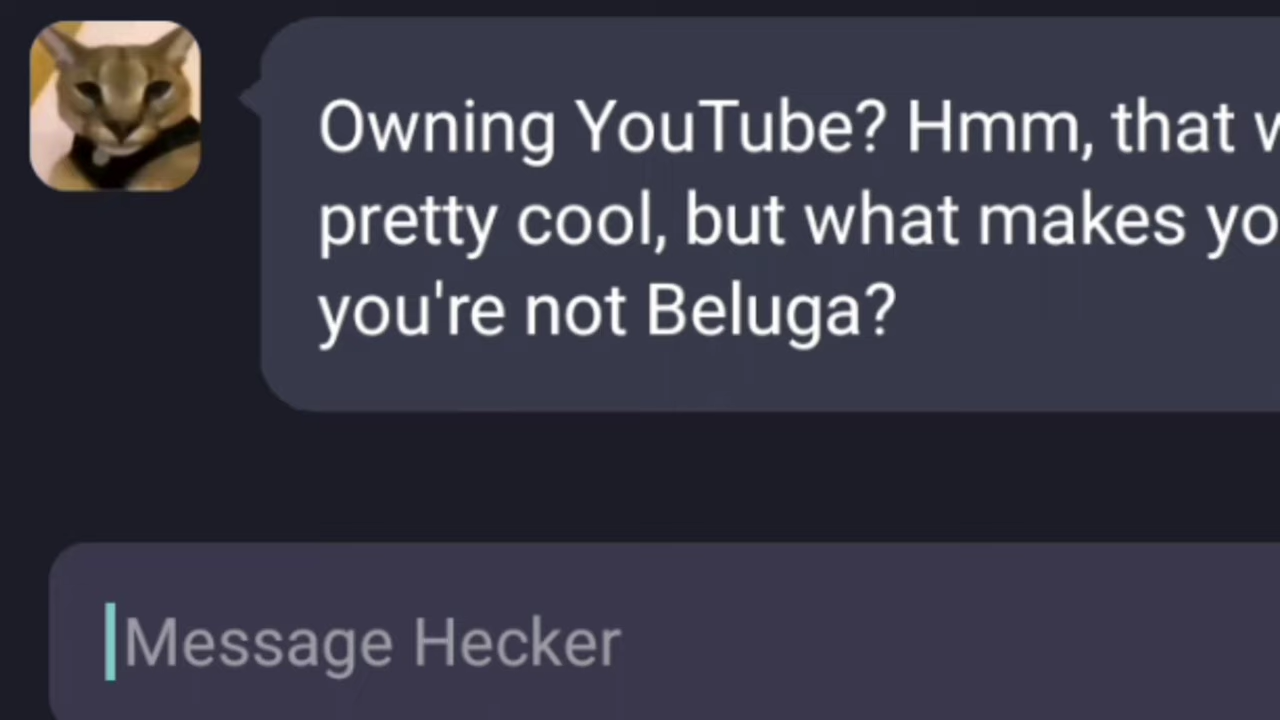 Owning YouTube? Hmm, that
pretty cool, but what makes
you're not Beluga?
Message Hecker